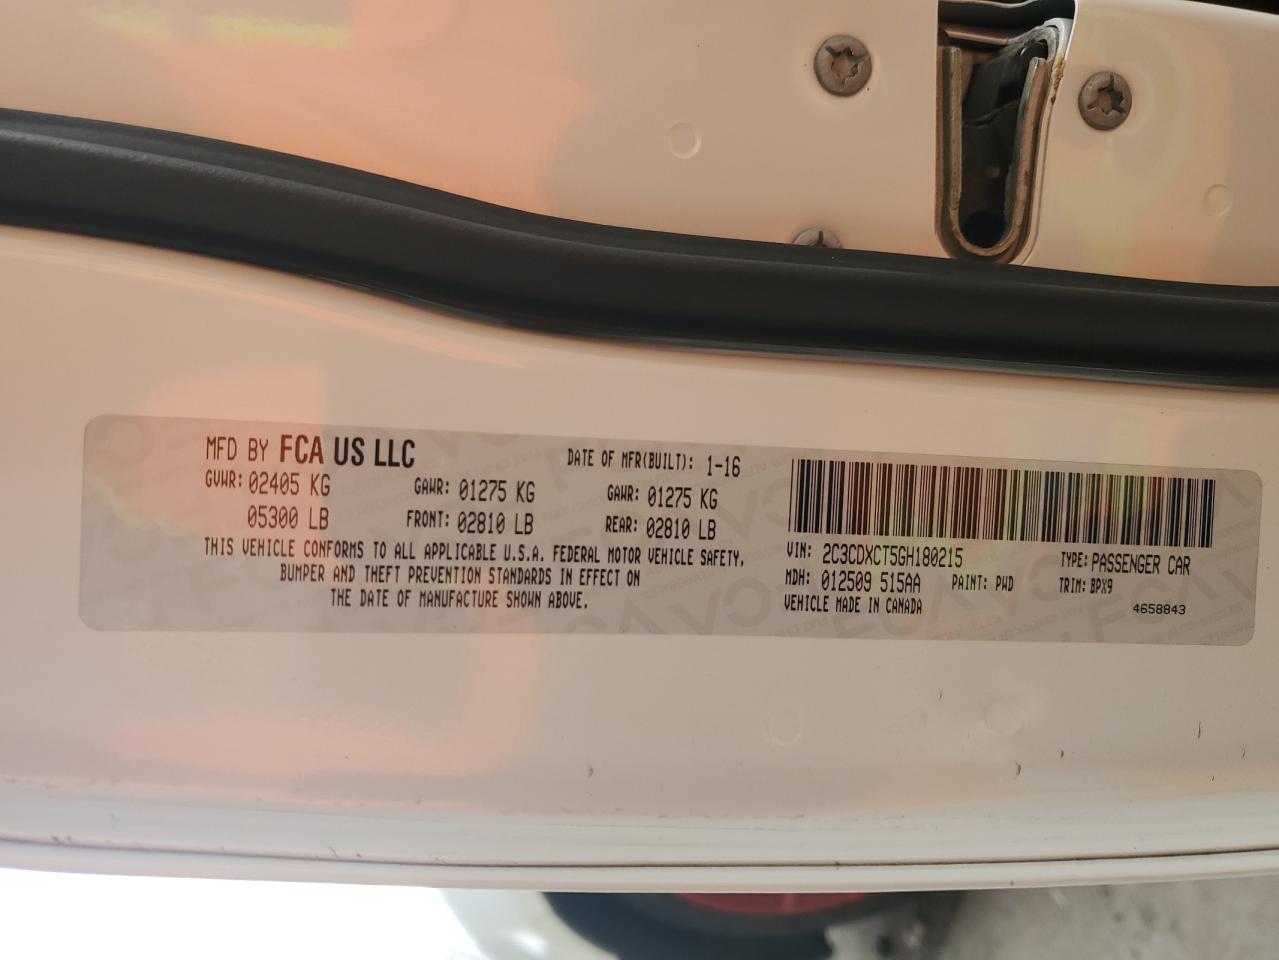 MFD BY FCA US LLC
DATE OF MFR(BUILT): 1-16
GVWR: 02405 KG GAWR: 01275 KG GAWR: 01275 KG
05300 LB FRONT: 02810 LB REAR: 02810 LB
THIS VEHICLE CONFORMS TO ALL APPLICABLE U.S.A. FEDERAL MOTOR VEHICLE SAFETY,
BUMPER AND THEFT PREVENTION STANDARDS IN EFFECT ON
THE DATE OF MANUFACTURE SHOWN ABOVE.
VIN: 2C3CDXCT5GH180215 TYPE: PASSENGER CAR
MDH: 012509 515AA PAINT: PWD TRIM: BPX9
VEHICLE MADE IN CANADA 4658843